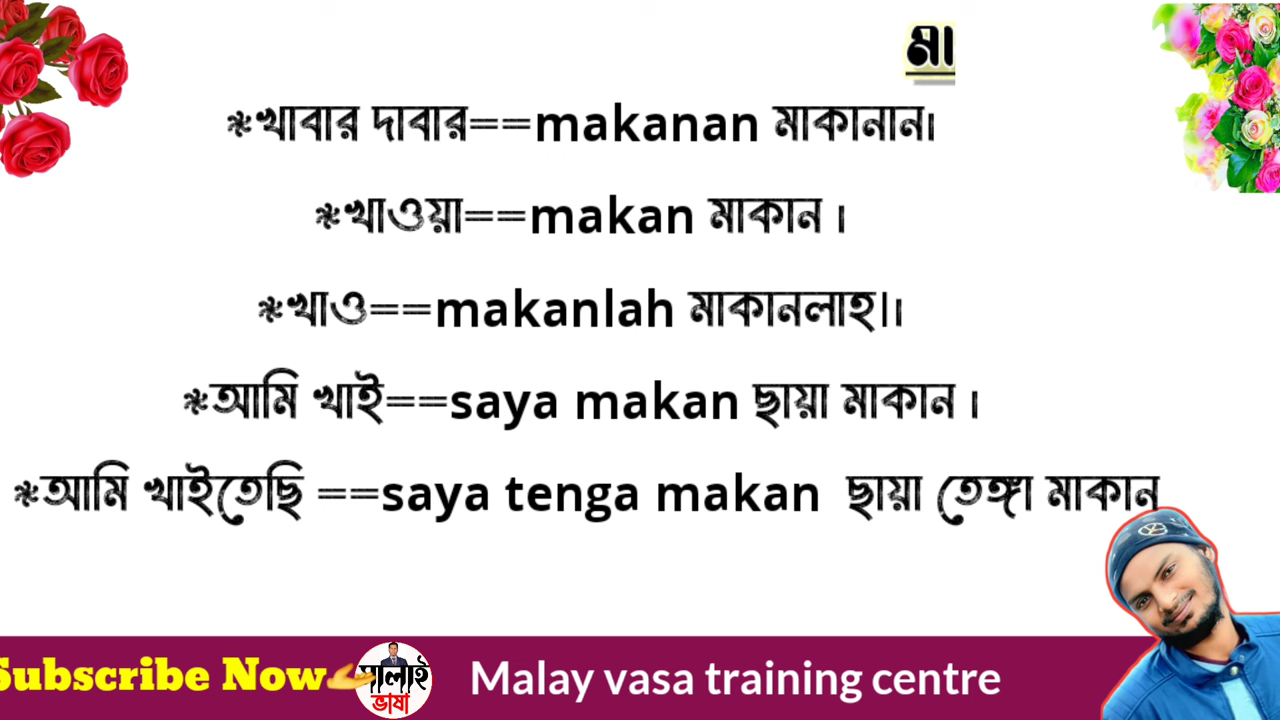 মা
*খাবার দাবার==makanan মাকানান।
*খাওয়া==makan মাকান ।
*খাও==makanlah মাকানলাহ।।
*আমি খাই==saya makan ছায়া মাকান ।
*আমি খাইতেছি ==saya tenga makan ছায়া তেঙ্গা মাকান
Subscribe Now মালাই ভাষা Malay vasa training centre